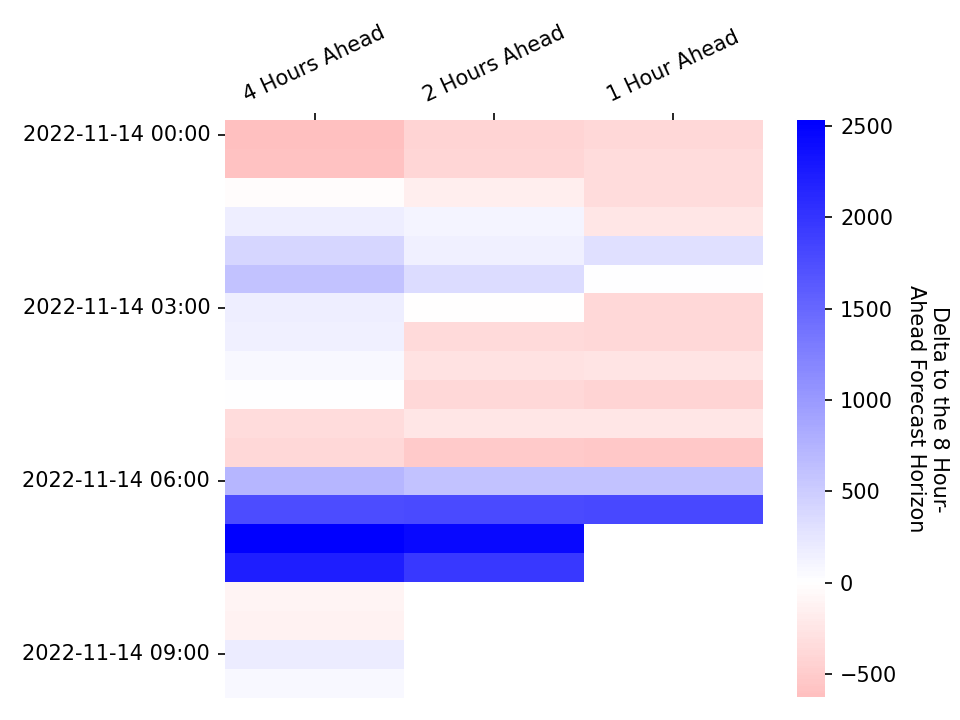 4 Hours Ahead
2 Hours Ahead
1 Hour Ahead
2022-11-14 00:00
2022-11-14 03:00
2022-11-14 06:00
2022-11-14 09:00
2500
2000
1500
1000
500
0
−500
Delta to the 8 Hour-
Ahead Forecast Horizon